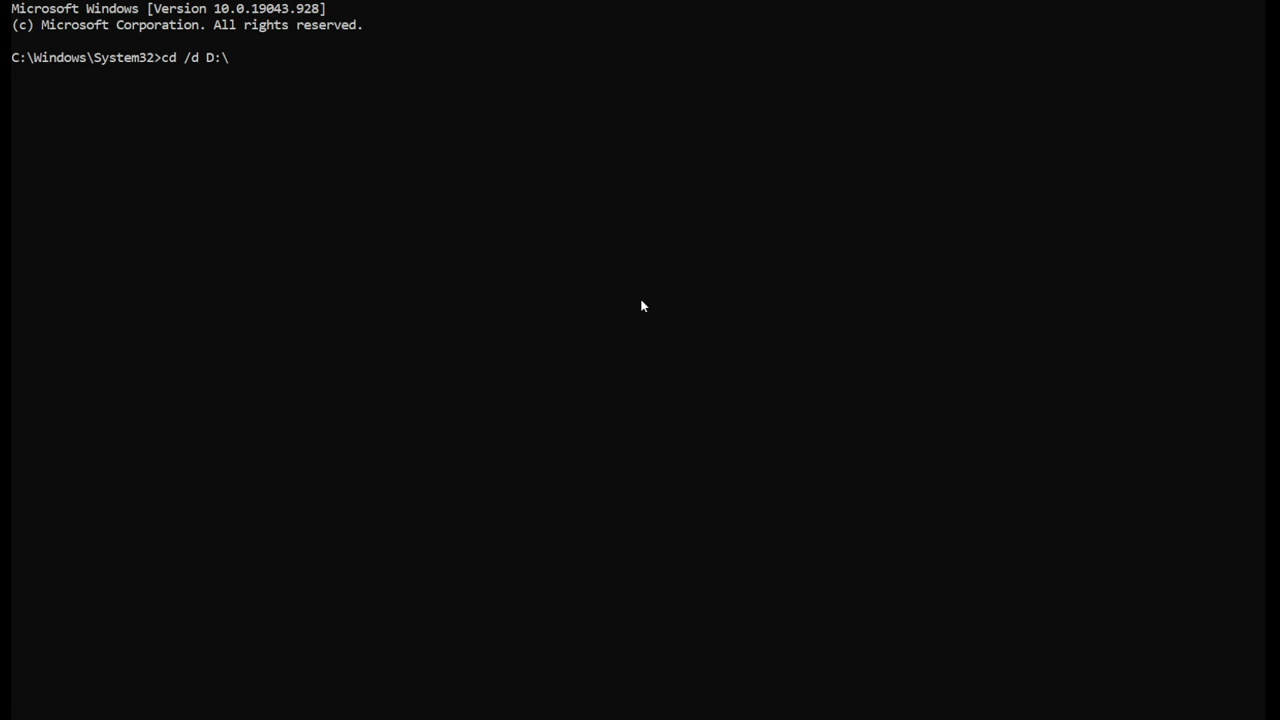 Microsoft Windows [Version 10.0.19043.928]
(c) Microsoft Corporation. All rights reserved.
C:\Windows\System32>cd /d D:\